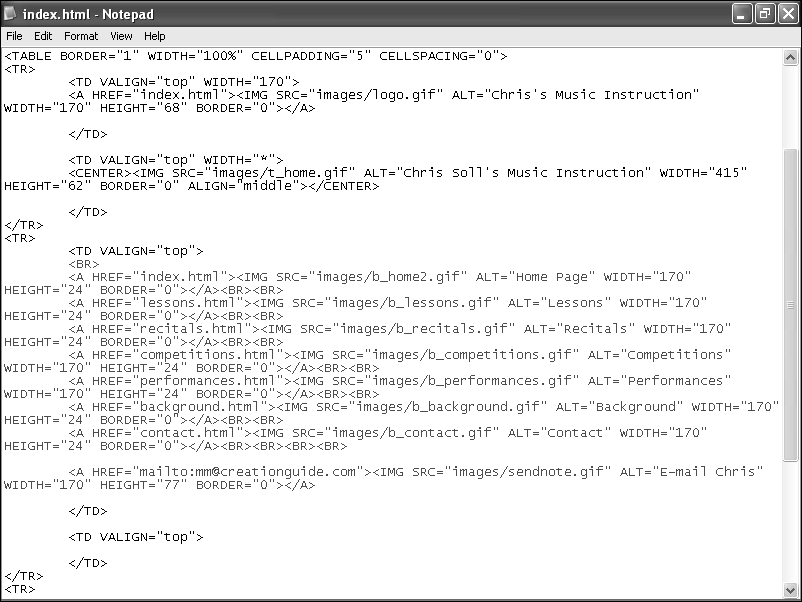 index.html - Notepad
File Edit Format View Help
<TABLE BORDER="1" WIDTH="100%" CELLPADDING="5" CELLSPACING="0">
<TR>
<TD VALIGN="top" WIDTH="170">
<A HREF="index.html"><IMG SRC="images/logo.gif" ALT="Chris's Music Instruction"
WIDTH="170" HEIGHT="68" BORDER="0"></A>
</TD>
<TD VALIGN="top" WIDTH="*">
<CENTER><IMG SRC="images/t_home.gif" ALT="Chris Soll's Music Instruction" WIDTH="415"
HEIGHT="62" BORDER="0" ALIGN="middle"></CENTER>
</TD>
</TR>
<TR>
<TD VALIGN="top">
<BR>
<A HREF="index.html"><IMG SRC="images/b_home2.gif" ALT="Home Page" WIDTH="170"
HEIGHT="24" BORDER="0"></A><BR><BR>
<A HREF="lessons.html"><IMG SRC="images/b_lessons.gif" ALT="Lessons" WIDTH="170"
HEIGHT="24" BORDER="0"></A><BR><BR>
<A HREF="recitals.html"><IMG SRC="images/b_recitals.gif" ALT="Recitals" WIDTH="170"
HEIGHT="24" BORDER="0"></A><BR><BR>
<A HREF="competitions.html"><IMG SRC="images/b_competitions.gif" ALT="Competitions"
WIDTH="170" HEIGHT="24" BORDER="0"></A><BR><BR>
<A HREF="performances.html"><IMG SRC="images/b_performances.gif" ALT="Performances"
WIDTH="170" HEIGHT="24" BORDER="0"></A><BR><BR>
<A HREF="background.html"><IMG SRC="images/b_background.gif" ALT="Background" WIDTH="170"
HEIGHT="24" BORDER="0"></A><BR><BR>
<A HREF="contact.html"><IMG SRC="images/b_contact.gif" ALT="Contact" WIDTH="170"
HEIGHT="24" BORDER="0"></A><BR><BR><BR><BR>
<A HREF="mailto:mm@creationguide.com"><IMG SRC="images/sendnote.gif" ALT="E-mail Chris"
WIDTH="170" HEIGHT="77" BORDER="0"></A>
</TD>
<TD VALIGN="top">
</TD>
</TR>
<TR>